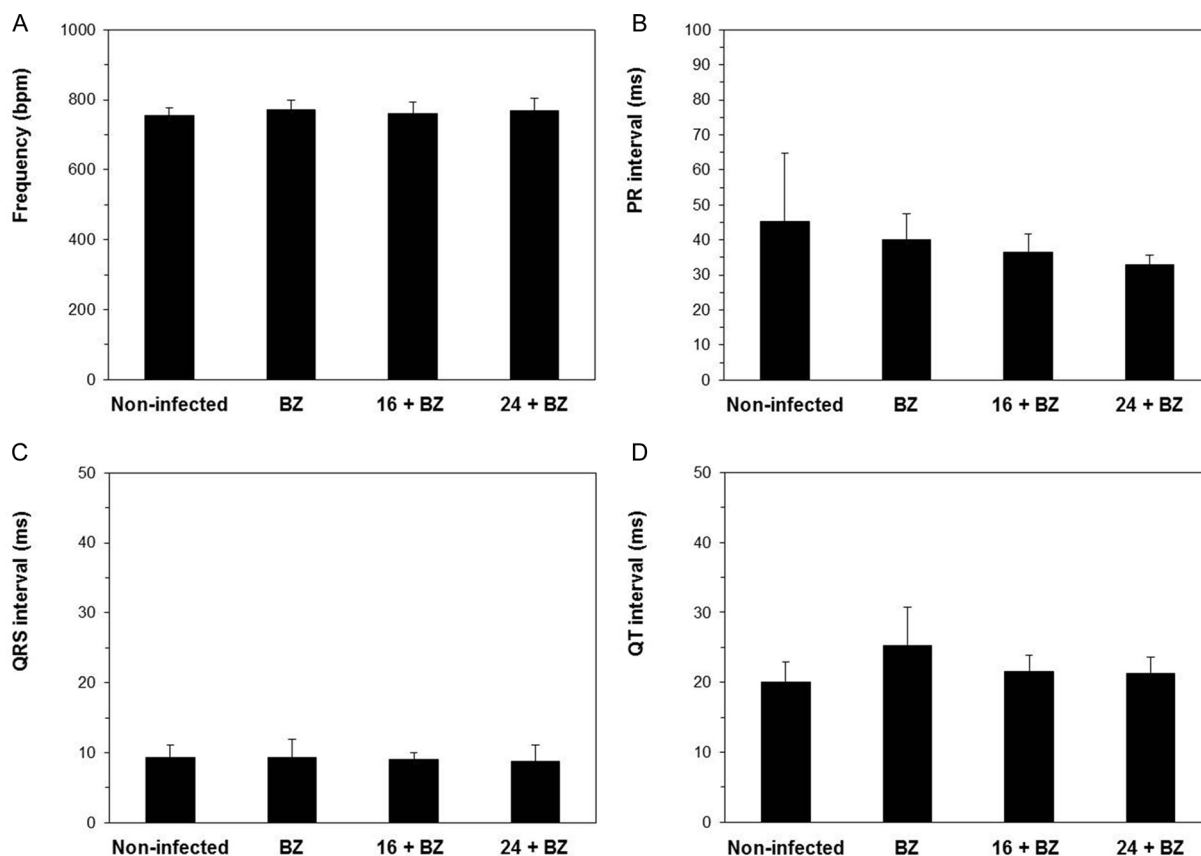 A
Frequency (bpm)
1000
800
600
400
200
0
Non-infected BZ 16 + BZ 24 + BZ
B
PR interval (ms)
100
90
80
70
60
50
40
30
20
10
0
Non-infected BZ 16 + BZ 24 + BZ
C
QRS interval (ms)
50
40
30
20
10
0
Non-infected BZ 16 + BZ 24 + BZ
D
QT interval (ms)
50
40
30
20
10
0
Non-infected BZ 16 + BZ 24 + BZ